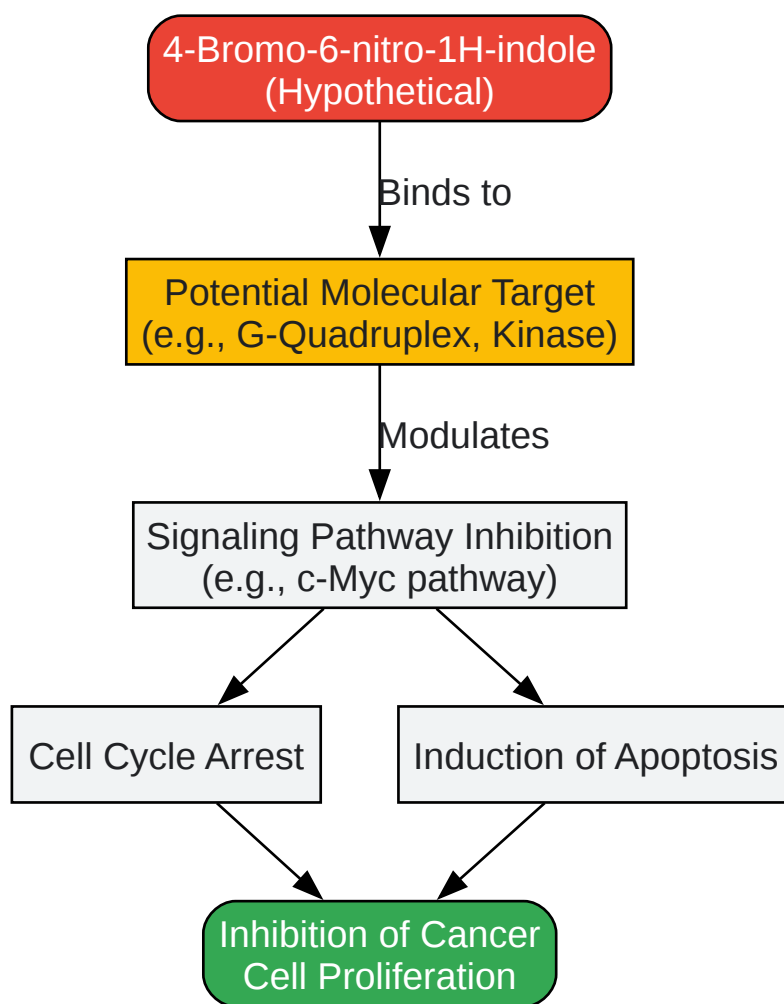 4-Bromo-6-nitro-1H-indole
(Hypothetical)
Binds to
Potential Molecular Target
(e.g., G-Quadruplex, Kinase)
Modulates
Signaling Pathway Inhibition
(e.g., c-Myc pathway)
Cell Cycle Arrest
Induction of Apoptosis
Inhibition of Cancer
Cell Proliferation